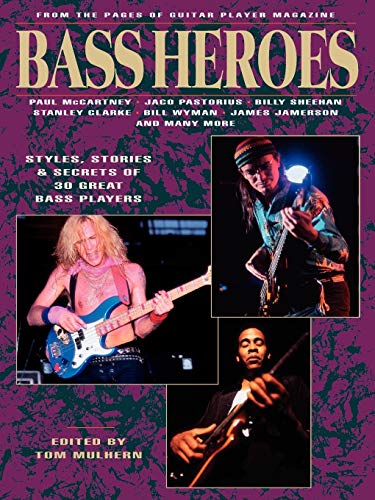 FROM THE PAGES OF GUITAR PLAYER MAGAZINE
BASS HEROES
PAUL McCARTNEY · JACO PASTORIUS · BILLY SHEEHAN
STANLEY CLARKE · BILL WYMAN · JAMES JAMERSON
AND MANY MORE
STYLES, STORIES
& SECRETS OF
30 GREAT
BASS PLAYERS
EDITED BY
TOM MULHERN